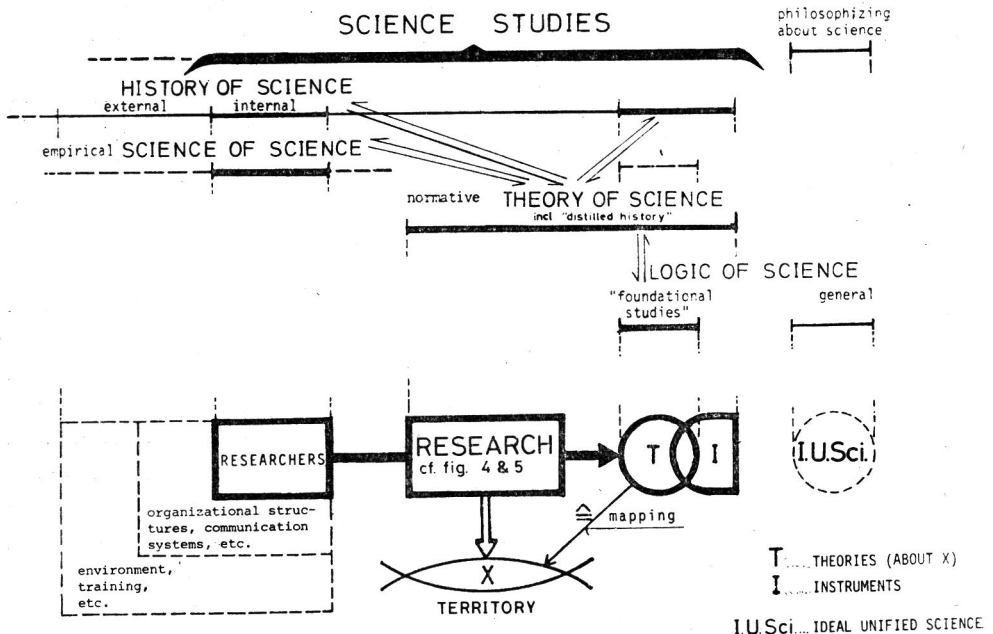 SCIENCE STUDIES
philosophizing
about science
HISTORY OF SCIENCE
external
internal
empirical SCIENCE OF SCIENCE
normative THEORY OF SCIENCE
incl "distilled history"
LOGIC OF SCIENCE
"foundational
studies"
general
RESEARCHERS
RESEARCH
cf. fig. 4 & 5
T
I
I.U.Sci.
organizational struc-
tures, communication
systems, etc.
environment,
training,
etc.
≙ mapping
X
TERRITORY
T..... THEORIES (ABOUT X)
I..... INSTRUMENTS
I.U.Sci.... IDEAL UNIFIED SCIENCE